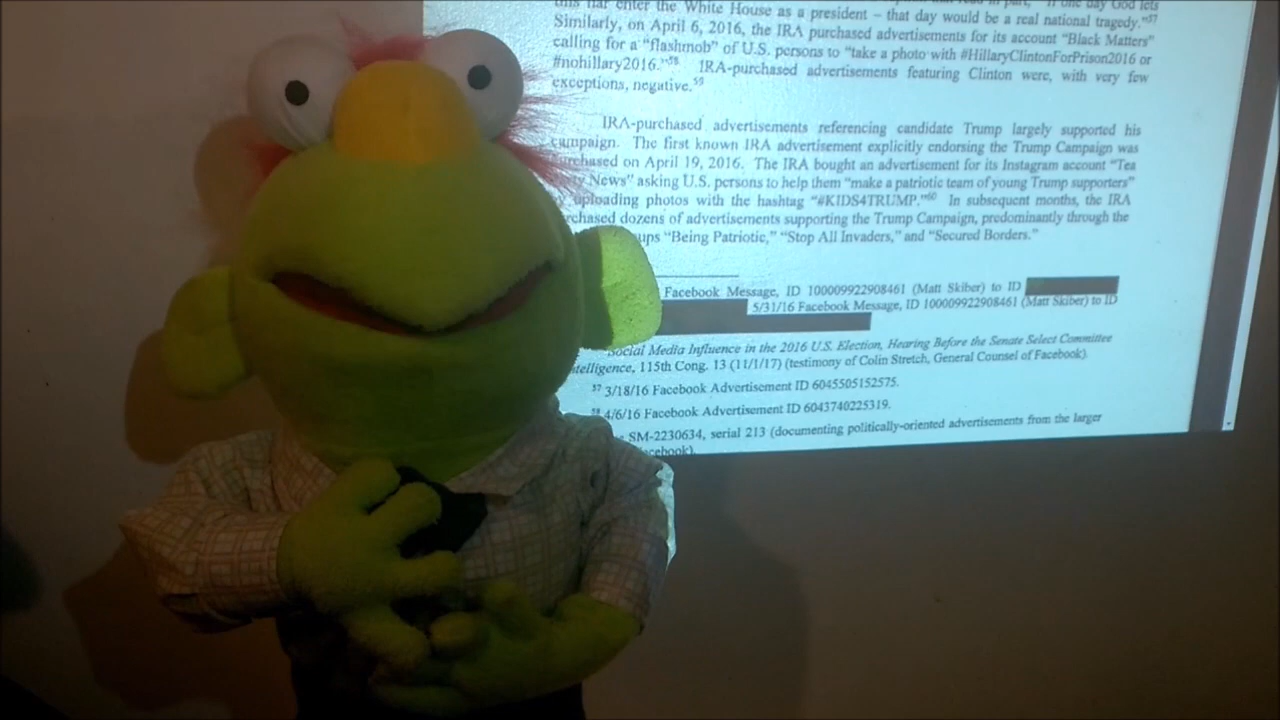 enter the White House as a president – that day would be a real national tragedy."57
Similarly, on April 6, 2016, the IRA purchased advertisements for its account "Black Matters"
calling for a "flashmob" of U.S. persons to "take a photo with #HillaryClintonForPrison2016 or
#nohillary2016."58 IRA-purchased advertisements featuring Clinton were, with very few
exceptions, negative.59
IRA-purchased advertisements referencing candidate Trump largely supported his
campaign. The first known IRA advertisement explicitly endorsing the Trump Campaign was
rchased on April 19, 2016. The IRA bought an advertisement for its Instagram account "Tea
y News" asking U.S. persons to help them "make a patriotic team of young Trump supporters"
uploading photos with the hashtag "#KIDS4TRUMP."60 In subsequent months, the IRA
rchased dozens of advertisements supporting the Trump Campaign, predominantly through the
ups "Being Patriotic," "Stop All Invaders," and "Secured Borders."
Facebook Message, ID 100009922908461 (Matt Skiber) to ID
5/31/16 Facebook Message, ID 100009922908461 (Matt Skiber) to ID
Social Media Influence in the 2016 U.S. Election, Hearing Before the Senate Select Committee
telligence, 115th Cong. 13 (11/1/17) (testimony of Colin Stretch, General Counsel of Facebook).
57 3/18/16 Facebook Advertisement ID 6045505152575.
58 4/6/16 Facebook Advertisement ID 6043740225319.
SM-2230634, serial 213 (documenting politically-oriented advertisements from the larger
acebook).